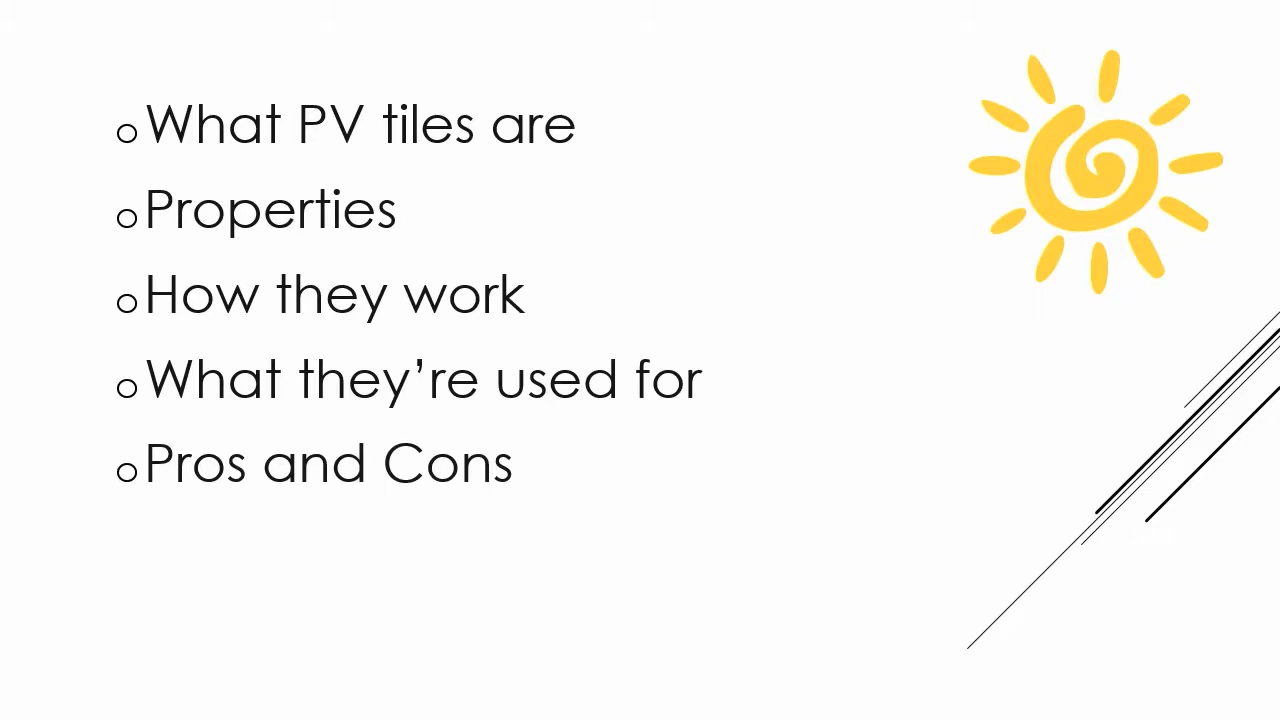 What PV tiles are
Properties
How they work
What they’re used for
Pros and Cons